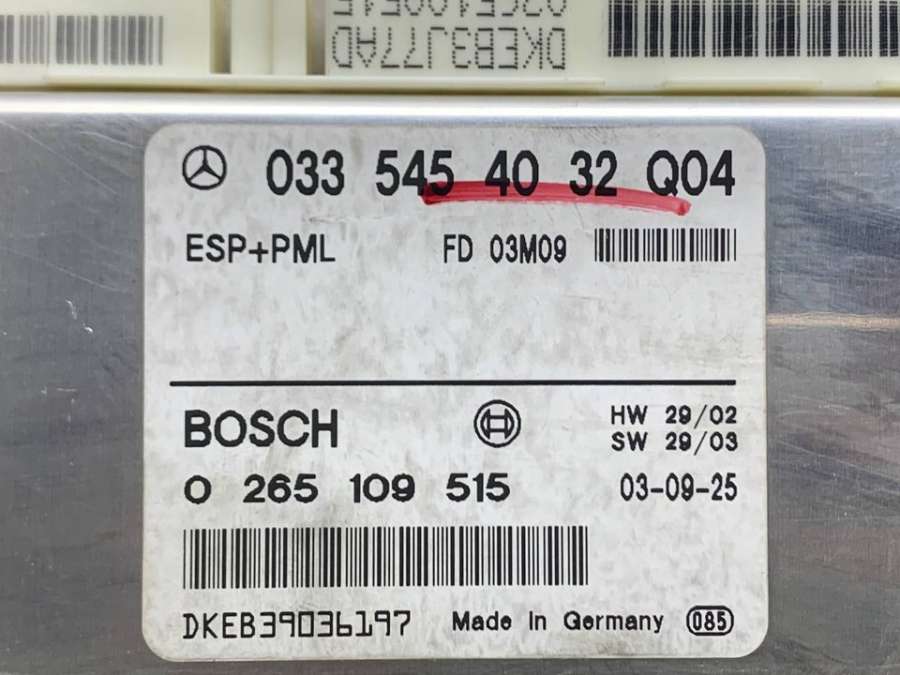 DKEB3J77AD
033 545 40 32 Q04
ESP+PML FD 03M09
BOSCH HW 29/02
SW 29/03
0 265 109 515 03-09-25
DKEB39036197 Made in Germany 085